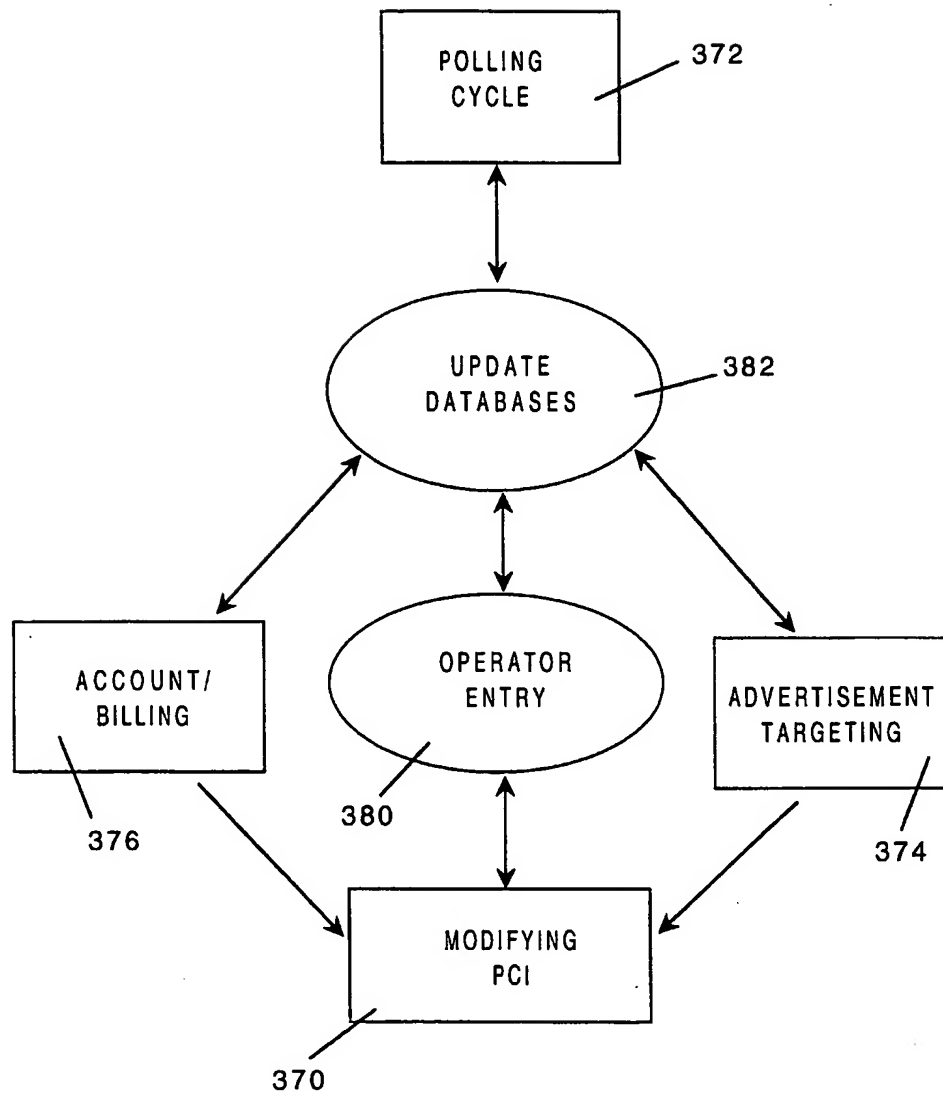 POLLING
CYCLE
372
UPDATE
DATABASES
382
ACCOUNT/
BILLING
376
OPERATOR
ENTRY
380
ADVERTISEMENT
TARGETING
374
MODIFYING
PCI
370